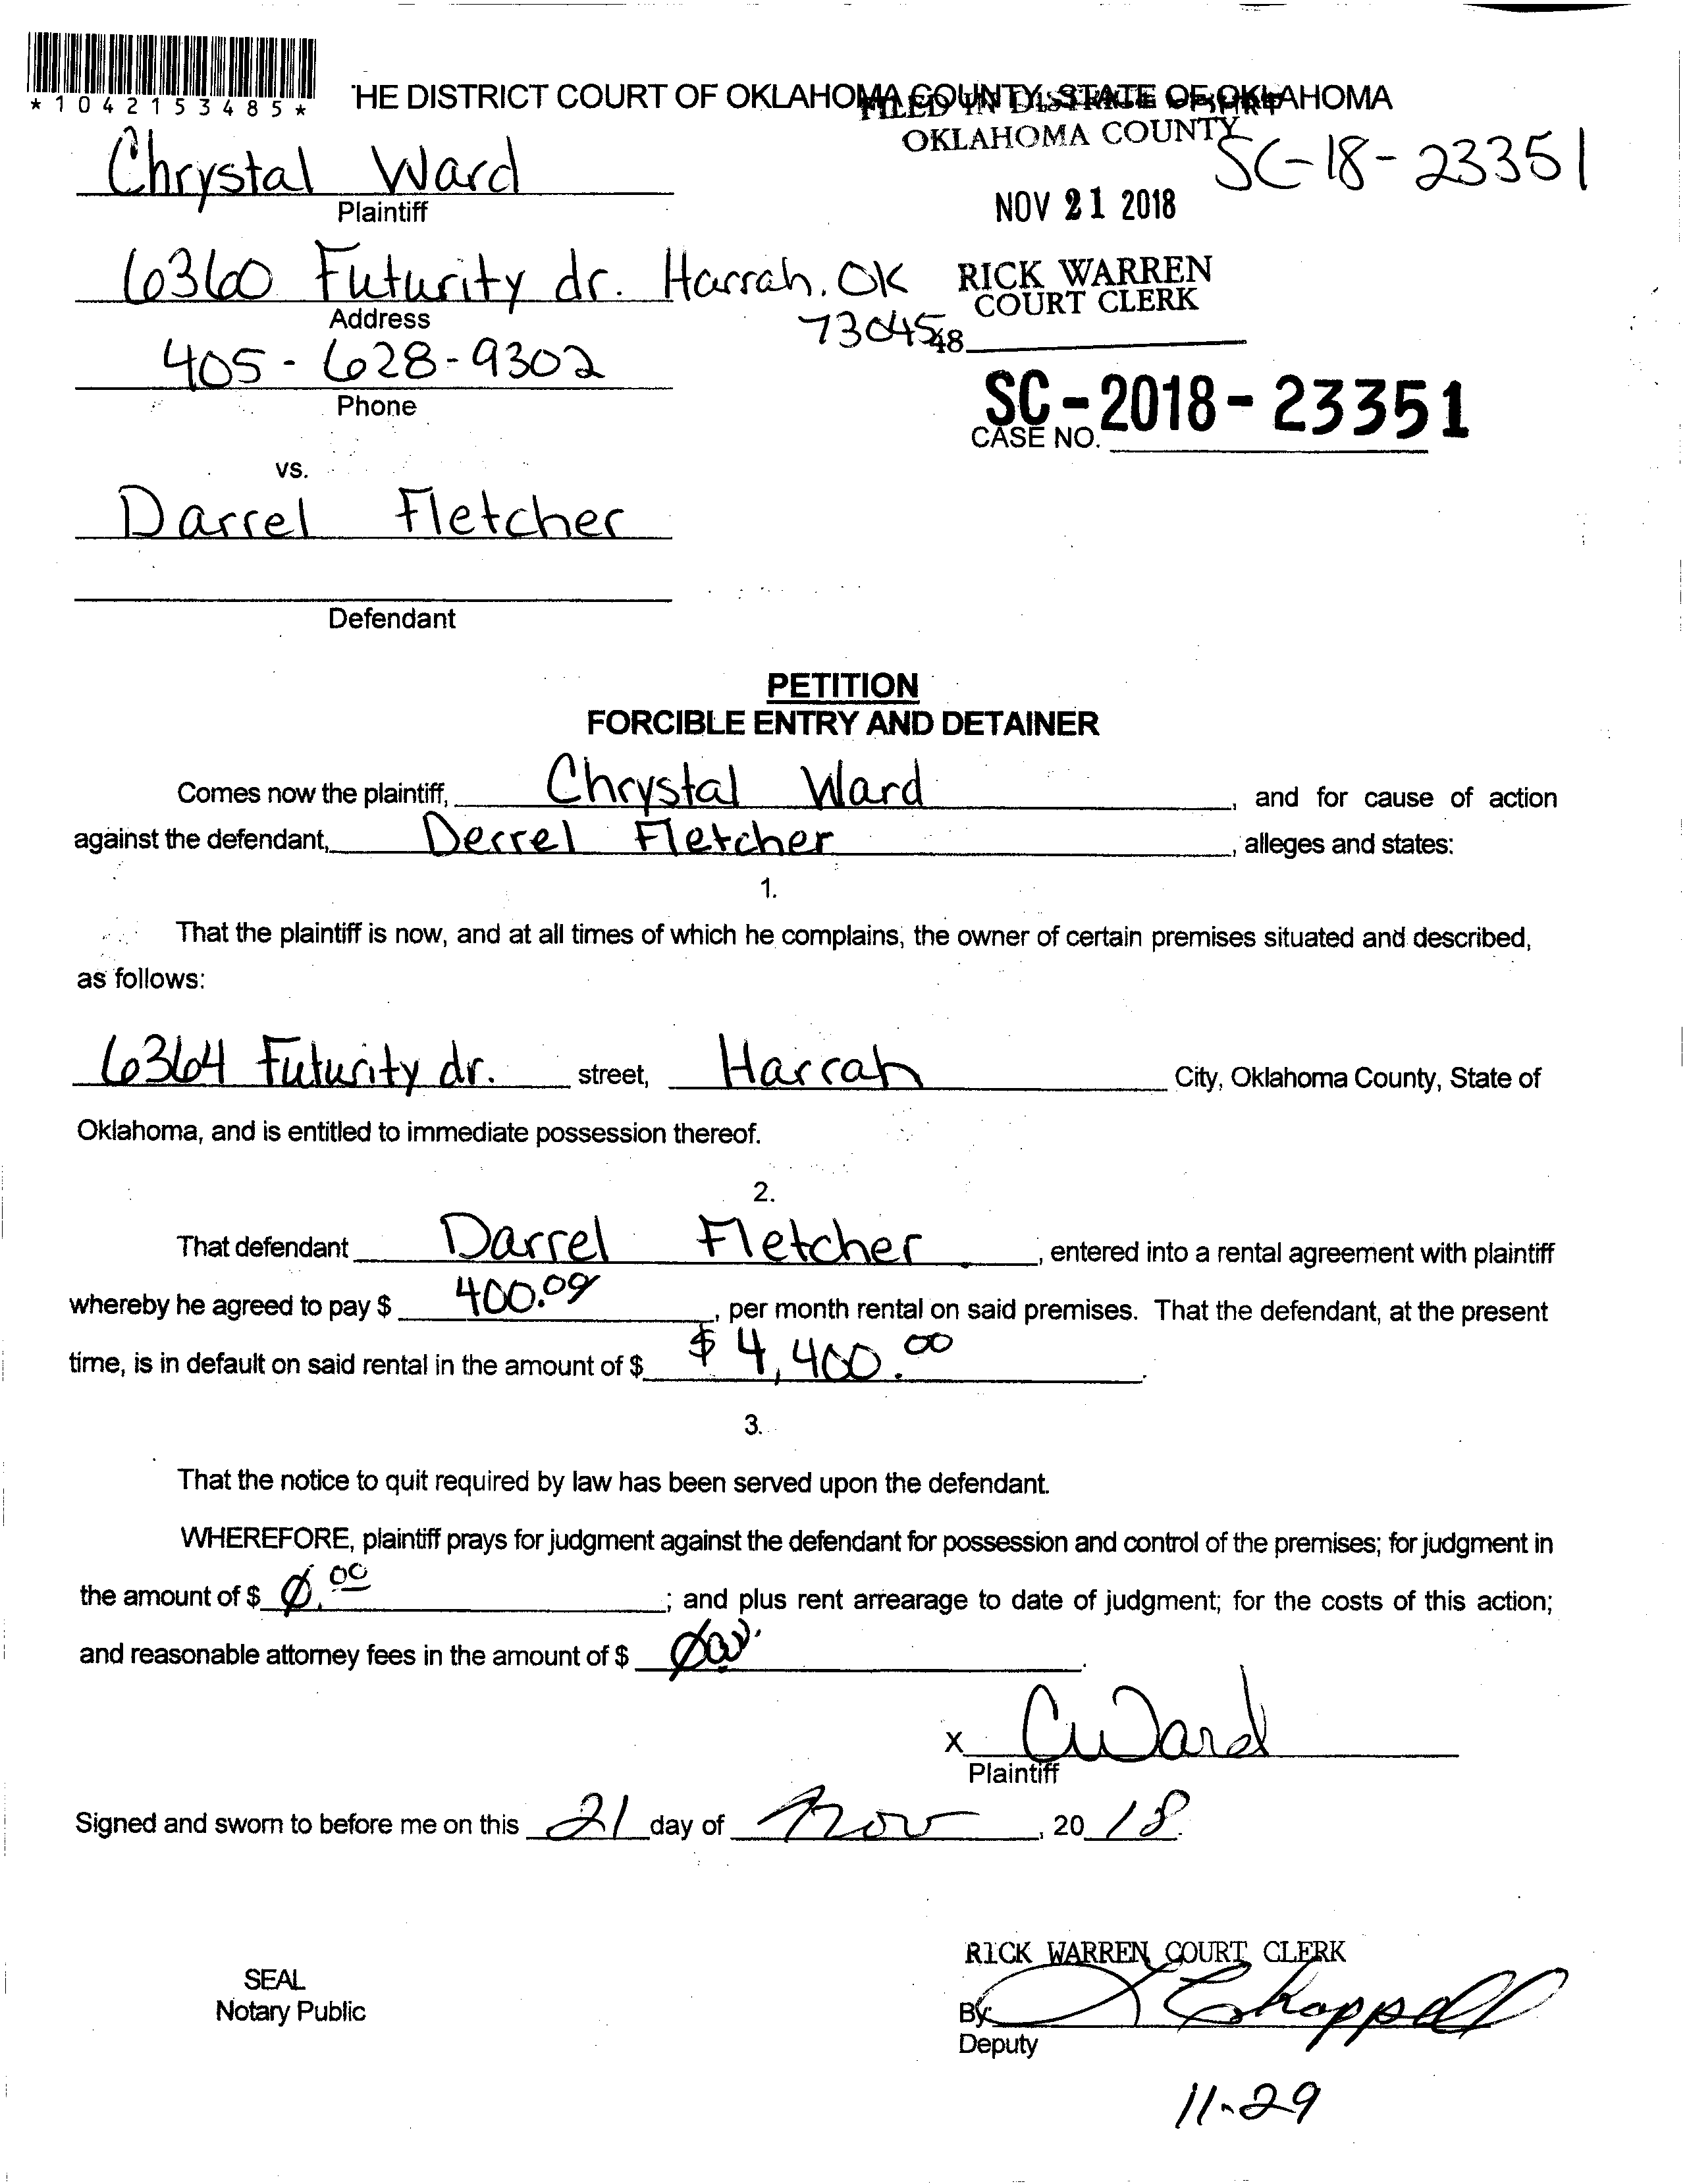 *1042153485*
HE DISTRICT COURT OF OKLAHOMA COUNTY, STATE OF OKLAHOMA
FILED IN DISTRICT COURT
OKLAHOMA COUNTY
SC-18-23351
Chrystal Ward
Plaintiff
NOV 21 2018
6360 Futurity dr. Harrah, OK
73045
Address
RICK WARREN
COURT CLERK
48
405-628-9302
Phone
SC-2018-23351
CASE NO.
vs.
Darrel Fletcher
Defendant
PETITION
FORCIBLE ENTRY AND DETAINER
Comes now the plaintiff, Chrystal Ward, and for cause of action
against the defendant, Derrel Fletcher, alleges and states:
1.
That the plaintiff is now, and at all times of which he complains, the owner of certain premises situated and described,
as follows:
6364 Futurity dr. street, Harrah City, Oklahoma County, State of
Oklahoma, and is entitled to immediate possession thereof.
2.
That defendant Darrel Fletcher, entered into a rental agreement with plaintiff
whereby he agreed to pay $ 400.00, per month rental on said premises. That the defendant, at the present
time, is in default on said rental in the amount of $ $4,400.00.
3.
That the notice to quit required by law has been served upon the defendant.
WHEREFORE, plaintiff prays for judgment against the defendant for possession and control of the premises; for judgment in
the amount of $ 0.00; and plus rent arrearage to date of judgment; for the costs of this action;
and reasonable attorney fees in the amount of $
x CWard
Plaintiff
Signed and sworn to before me on this 21 day of Nov, 2018.
RICK WARREN COURT CLERK
SEAL
Notary Public
By: Chappell
Deputy
11-29